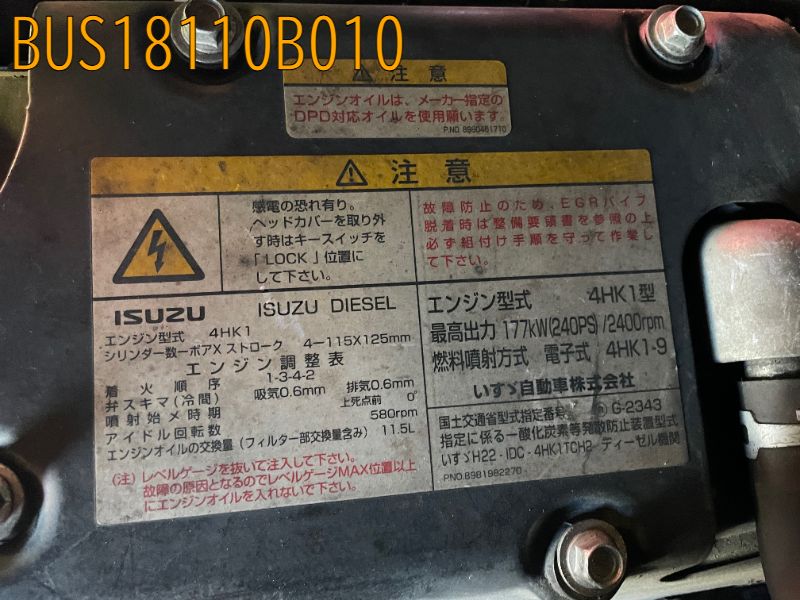 BUS18110B010
注意
エンジンオイルは、メーカー指定の
DPD対応オイルを使用願います。
P.NO. 8980461710
注意
感電の恐れ有り。
ヘッドカバーを取り外
す時はキースイッチを
「LOCK」位置に
して下さい。
故障防止のため、EGRパイプ
脱着時は整備要領書を参照の上
必ず組付け手順を守って作業し
て下さい。
ISUZU ISUZU DIESEL
エンジン型式 4HK1
シリンダー数ーボアX ストローク 4ー115X125mm
エンジン調整表
着火順序 1-3-4-2
弁スキマ(冷間) 吸気0.6mm 排気0.6mm
噴射始メ時期 上死点前 0°
アイドル回転数 580rpm
エンジンオイルの交換量(フィルター部交換量含み) 11.5L
(注)レベルゲージを抜いて注入して下さい。
故障の原因となるのでレベルゲージMAX位置以上
にエンジンオイルを入れないで下さい。
エンジン型式 4HK1型
最高出力 177kW(240PS)/2400rpm
燃料噴射方式 電子式 4HK1-9
いすゞ自動車株式会社
国土交通省型式指定番号 G-2343
指定に係る一酸化炭素等発散防止装置型式
いすゞH22・IDC・4HK1TCH2・ディーゼル機関
P.NO.8981982270